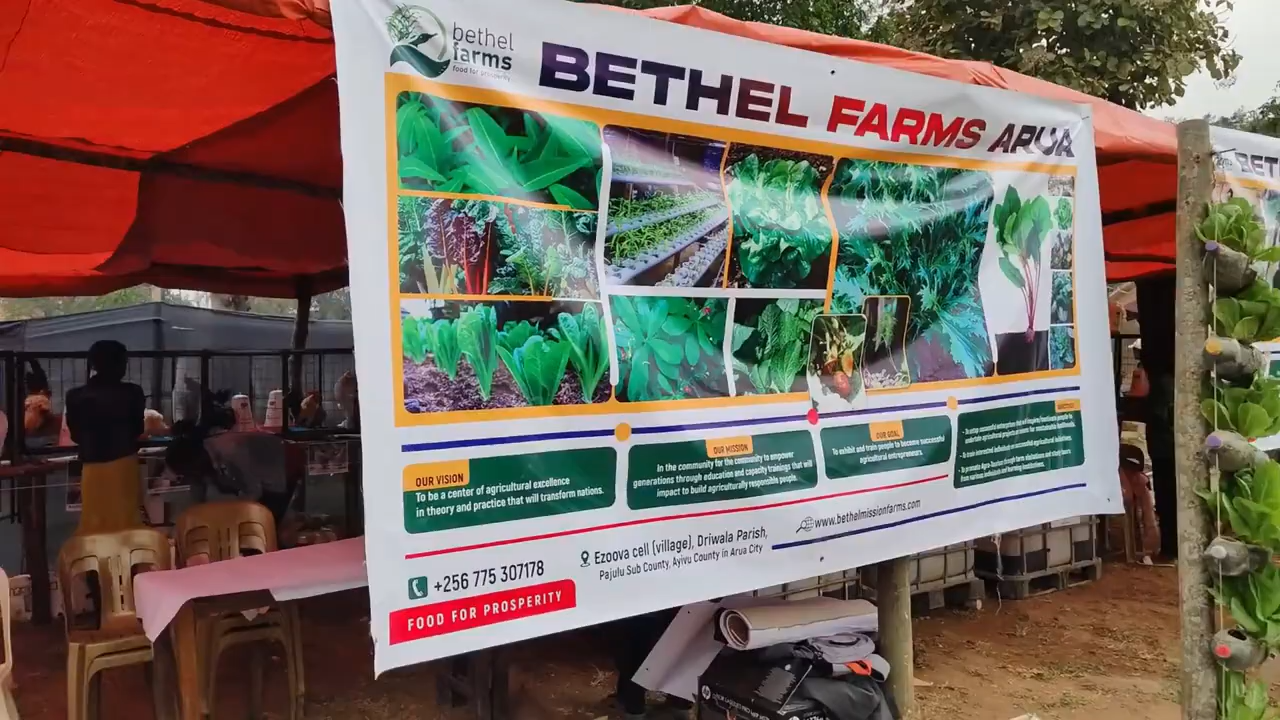 bethel
farms
food for prosperity
BETHEL FARMS ARUA
BET
OUR VISION
To be a center of agricultural excellence
in theory and practice that will transform nations.
OUR MISSION
In the community for the community to empower
generations through education and capacity trainings that will
impact to build agriculturally responsible people.
OUR GOAL
To exhibit and train people to become successful
agricultural entrepreneurs.
+256 775 307178
FOOD FOR PROSPERITY
Ezoova cell (village), Driwala Parish,
Pajulu Sub County, Ayivu County in Arua City
www.bethelmissionfarms.com
hp